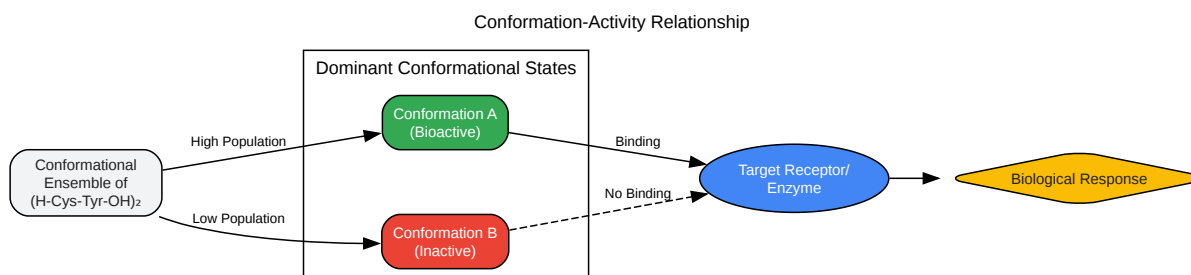 Conformation-Activity Relationship
Dominant Conformational States
Conformational
Ensemble of
(H-Cys-Tyr-OH)₂
High Population
Low Population
Conformation A
(Bioactive)
Conformation B
(Inactive)
Binding
No Binding
Target Receptor/
Enzyme
Biological Response